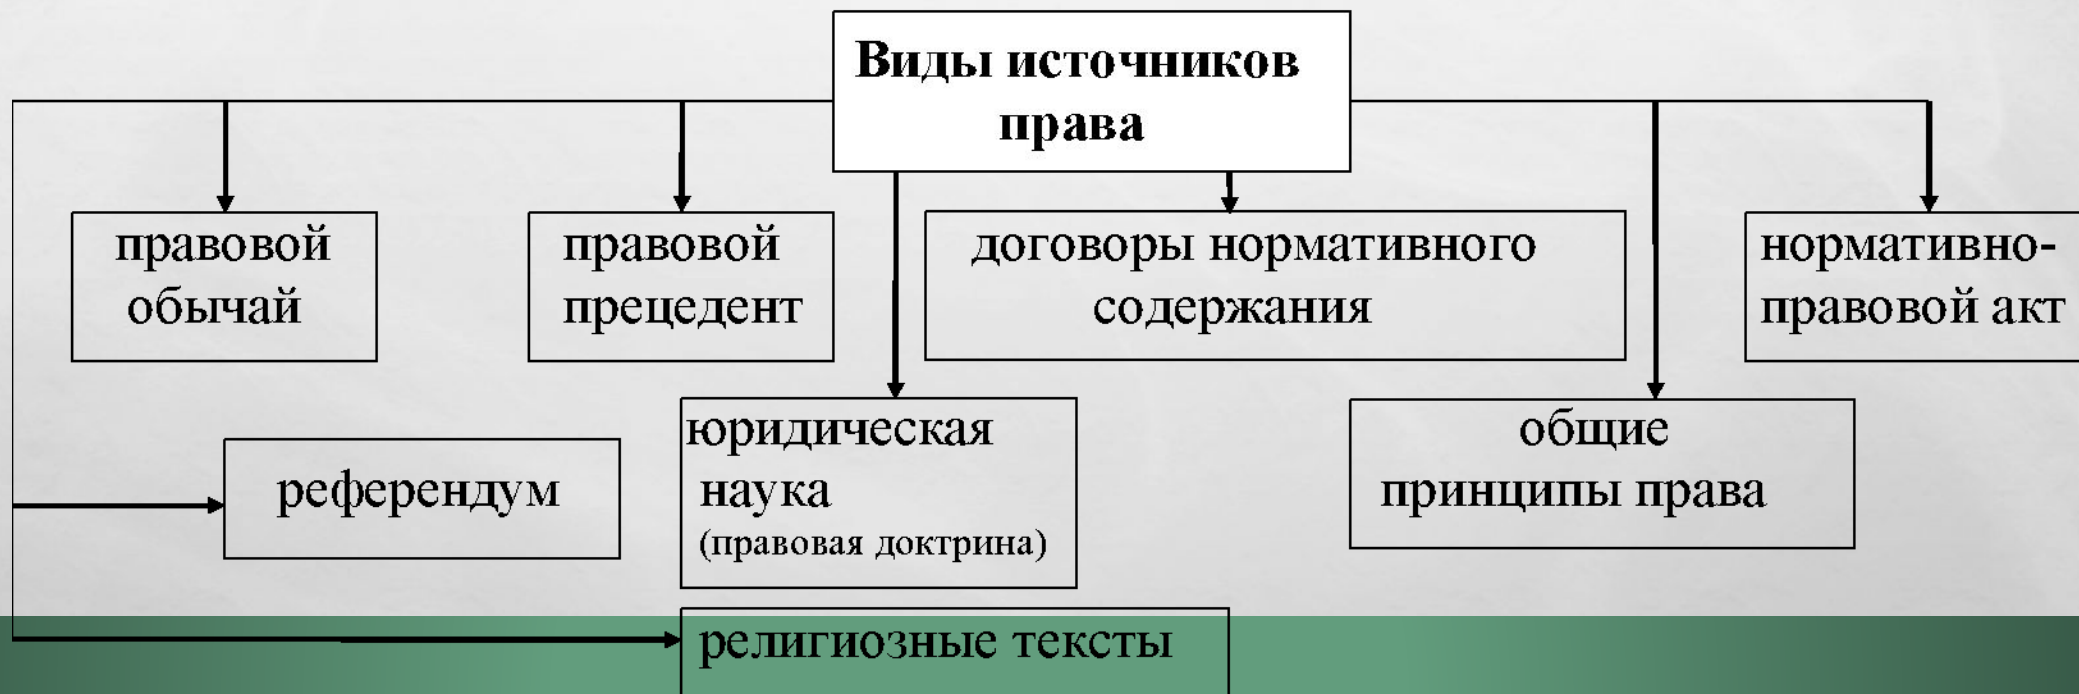 Виды источников
права
правовой
обычай
правовой
прецедент
договоры нормативного
содержания
нормативно-
правовой акт
референдум
юридическая
наука
(правовая доктрина)
общие
принципы права
религиозные тексты